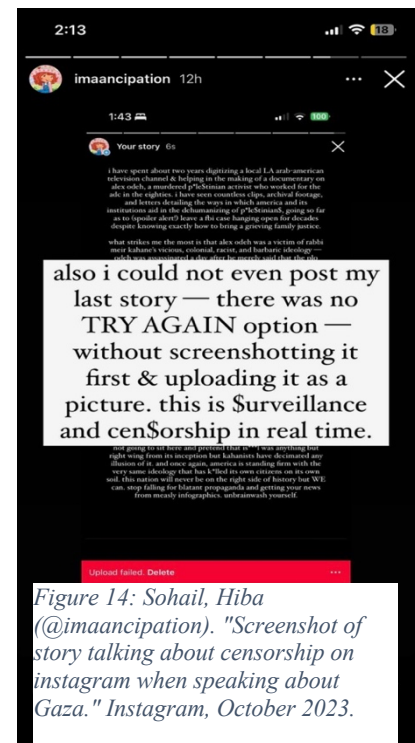 2:13
18
imaancipation 12h
1:43
100
Your story 6s
i have spent about two years digitizing a local LA arab-american
television channel & helping in the making of a documentary on
alex odeh, a murdered p*leStinian activist who worked for the
adc in the eighties. i have seen countless clips, archival footage,
and letters detailing the ways in which america and its
institutions aid in the dehumanizing of p*leStinian$, going so far
as to (spoiler alert!) leave a fbi case hanging open for decades
despite knowing exactly how to bring a grieving family justice.
what strikes me the most is that alex odeh was a victim of rabbi
meir kahane's vicious, colonial, racist, and barbaric ideology —
odeh was assassinated a day after he merely said that the plo
also i could not even post my
last story — there was no
TRY AGAIN option —
without screenshotting it
first & uploading it as a
picture. this is $urveillance
and cen$orship in real time.
not going to sit here and pretend that is***l was anything but
right wing from its inception but kahanists have decimated any
illusion of it. and once again, america is standing firm with the
very same ideology that has k*lled its own citizens on its own
soil. this nation will never be on the right side of history but WE
can. stop falling for blatant propaganda and getting your news
from measly infographics. unbrainwash yourself.
Upload failed. Delete
Figure 14: Sohail, Hiba
(@imaancipation). "Screenshot of
story talking about censorship on
instagram when speaking about
Gaza." Instagram, October 2023.